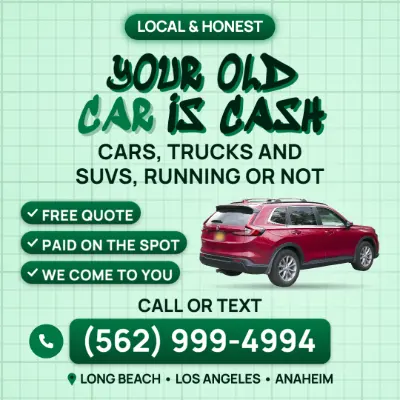 LOCAL & HONEST
YOUR OLD
CAR is CASH
CARS, TRUCKS AND
SUVS, RUNNING OR NOT
FREE QUOTE
PAID ON THE SPOT
WE COME TO YOU
CALL OR TEXT
(562) 999-4994
LONG BEACH • LOS ANGELES • ANAHEIM